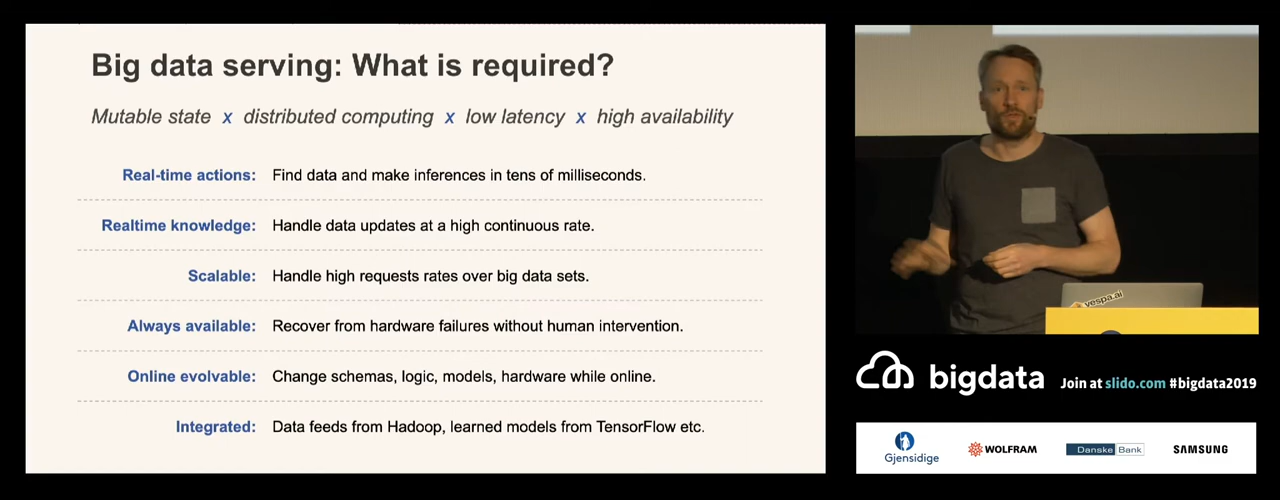 Big data serving: What is required?
Mutable state x distributed computing x low latency x high availability
Real-time actions: Find data and make inferences in tens of milliseconds.
Realtime knowledge: Handle data updates at a high continuous rate.
Scalable: Handle high requests rates over big data sets.
Always available: Recover from hardware failures without human intervention.
Online evolvable: Change schemas, logic, models, hardware while online.
Integrated: Data feeds from Hadoop, learned models from TensorFlow etc.
vespa.ai
bigdata Join at slido.com #bigdata2019
Gjensidige WOLFRAM Danske Bank SAMSUNG